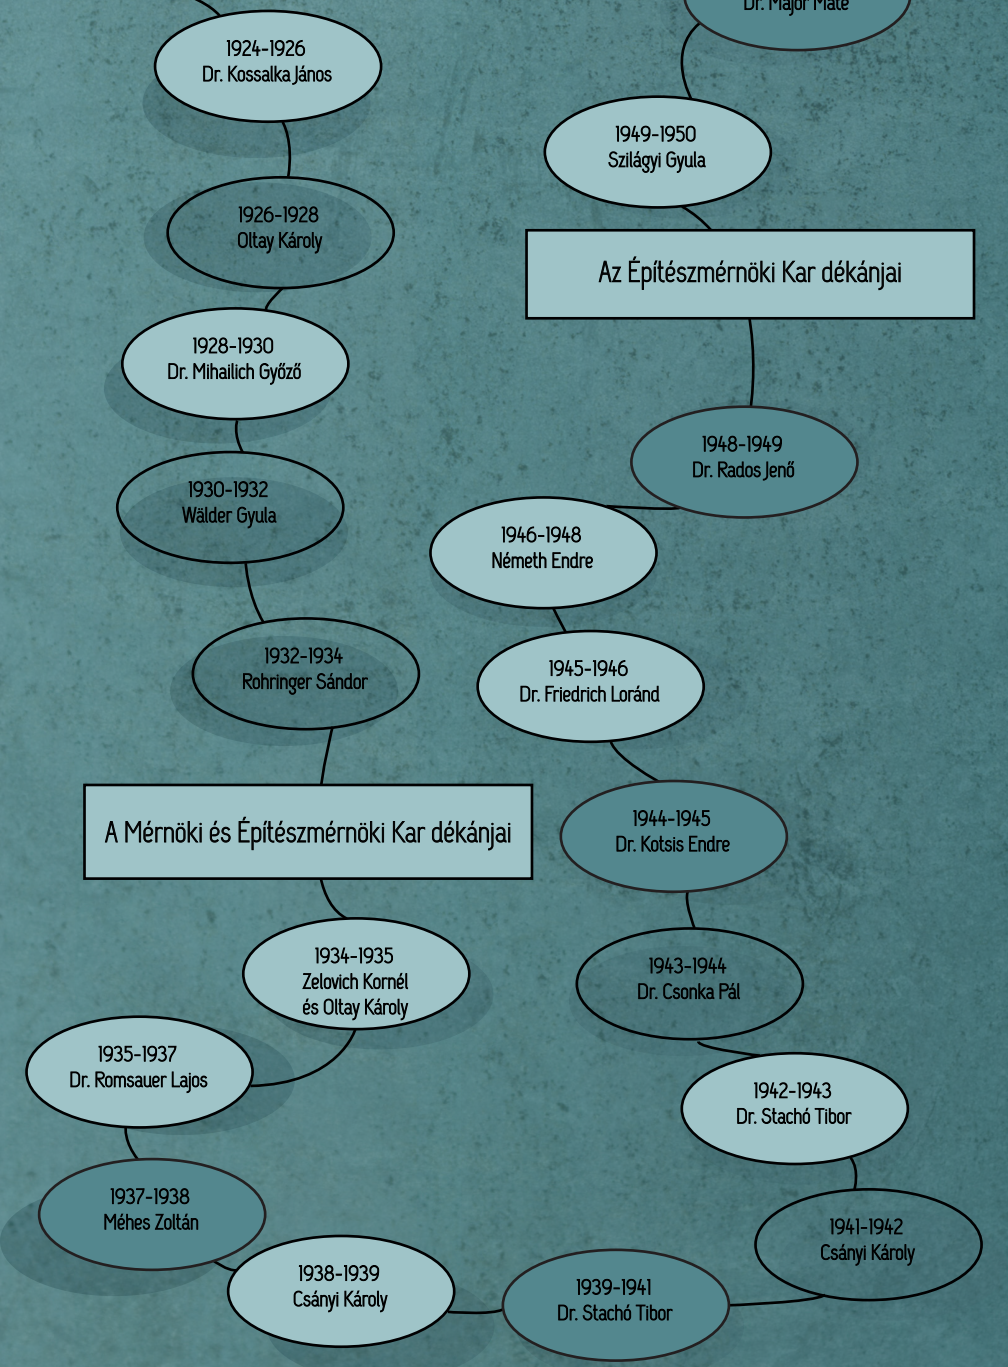 1924-1926
Dr. Kossalka János
1926-1928
Oltay Károly
1928-1930
Dr. Mihailich Győző
1930-1932
Wälder Gyula
1932-1934
Rohringer Sándor
A Mérnöki és Építészmérnöki Kar dékánjai
1934-1935
Zelovich Kornél
és Oltay Károly
1935-1937
Dr. Romsauer Lajos
1937-1938
Méhes Zoltán
1938-1939
Csányi Károly
1939-1941
Dr. Stachó Tibor
1941-1942
Csányi Károly
1942-1943
Dr. Stachó Tibor
1943-1944
Dr. Csonka Pál
1944-1945
Dr. Kotsis Endre
1945-1946
Dr. Friedrich Loránd
1946-1948
Németh Endre
1948-1949
Dr. Rados Jenő
Az Építészmérnöki Kar dékánjai
1949-1950
Szilágyi Gyula
Dr. Major Máté